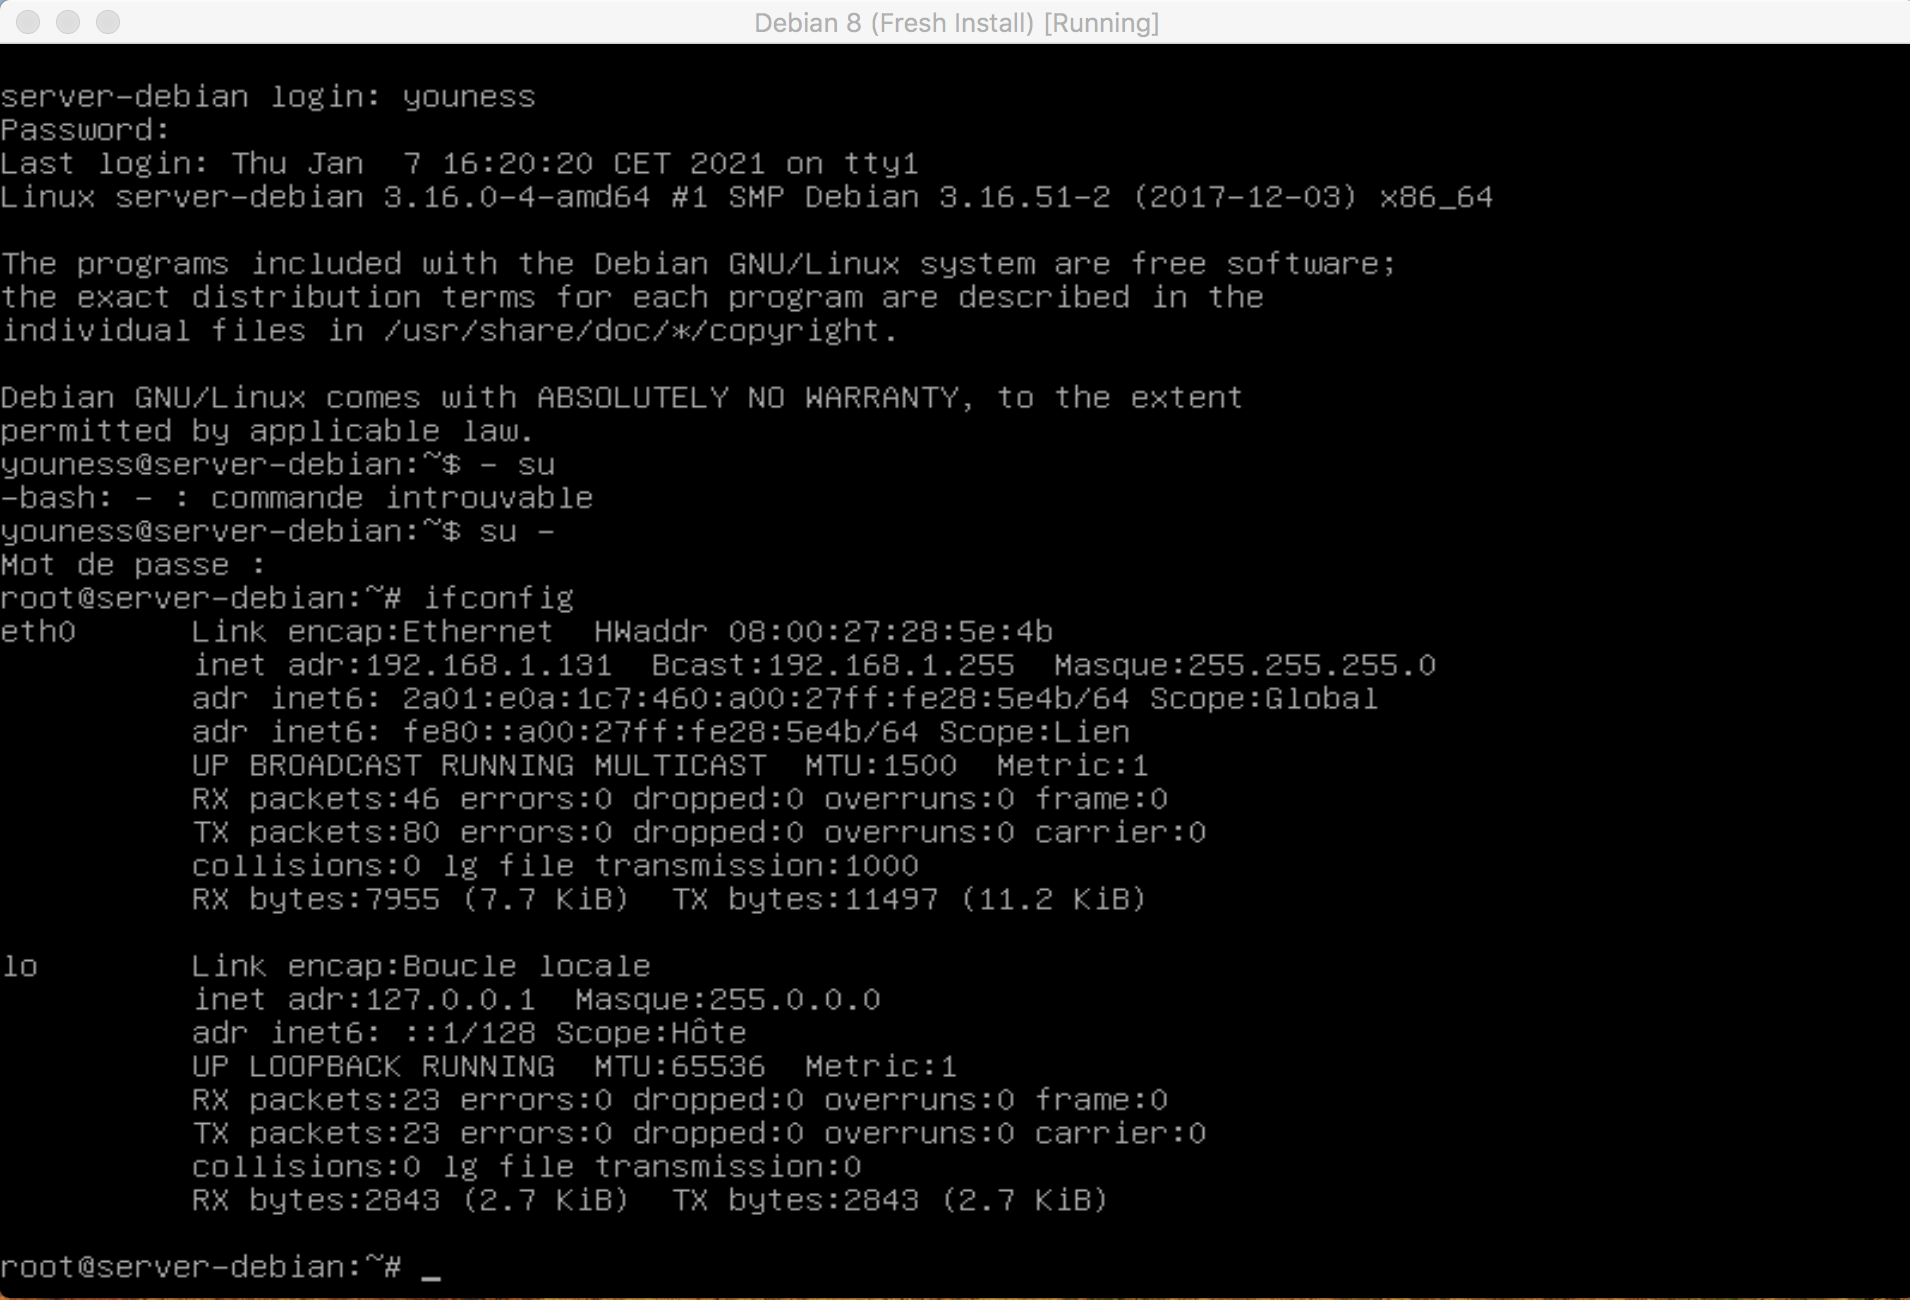 Debian 8 (Fresh Install) [Running]
server-debian login: youness
Password:
Last login: Thu Jan  7 16:20:20 CET 2021 on tty1
Linux server-debian 3.16.0-4-amd64 #1 SMP Debian 3.16.51-2 (2017-12-03) x86_64
The programs included with the Debian GNU/Linux system are free software;
the exact distribution terms for each program are described in the
individual files in /usr/share/doc/*/copyright.
Debian GNU/Linux comes with ABSOLUTELY NO WARRANTY, to the extent
permitted by applicable law.
youness@server-debian:~$ - su
-bash: - : commande introuvable
youness@server-debian:~$ su -
Mot de passe :
root@server-debian:~# ifconfig
eth0      Link encap:Ethernet  HWaddr 08:00:27:28:5e:4b
          inet adr:192.168.1.131  Bcast:192.168.1.255  Masque:255.255.255.0
          adr inet6: 2a01:e0a:1c7:460:a00:27ff:fe28:5e4b/64 Scope:Global
          adr inet6: fe80::a00:27ff:fe28:5e4b/64 Scope:Lien
          UP BROADCAST RUNNING MULTICAST  MTU:1500  Metric:1
          RX packets:46 errors:0 dropped:0 overruns:0 frame:0
          TX packets:80 errors:0 dropped:0 overruns:0 carrier:0
          collisions:0 lg file transmission:1000
          RX bytes:7955 (7.7 KiB)  TX bytes:11497 (11.2 KiB)
lo        Link encap:Boucle locale
          inet adr:127.0.0.1  Masque:255.0.0.0
          adr inet6: ::1/128 Scope:Hôte
          UP LOOPBACK RUNNING  MTU:65536  Metric:1
          RX packets:23 errors:0 dropped:0 overruns:0 frame:0
          TX packets:23 errors:0 dropped:0 overruns:0 carrier:0
          collisions:0 lg file transmission:0
          RX bytes:2843 (2.7 KiB)  TX bytes:2843 (2.7 KiB)
root@server-debian:~# _